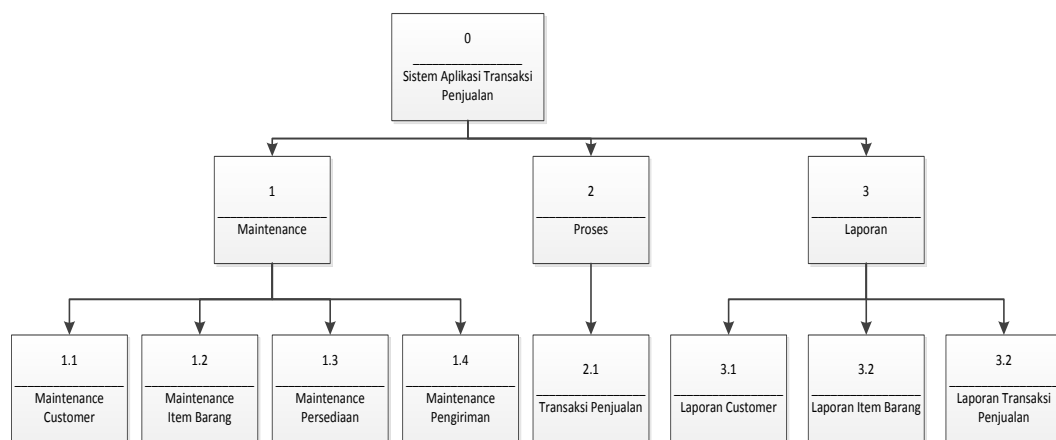 0
Sistem Aplikasi Transaksi
Penjualan
1
Maintenance
2
Proses
3
Laporan
1.1
Maintenance
Customer
1.2
Maintenance
Item Barang
1.3
Maintenance
Persediaan
1.4
Maintenance
Pengiriman
2.1
Transaksi Penjualan
3.1
Laporan Customer
3.2
Laporan Item Barang
3.2
Laporan Transaksi
Penjualan